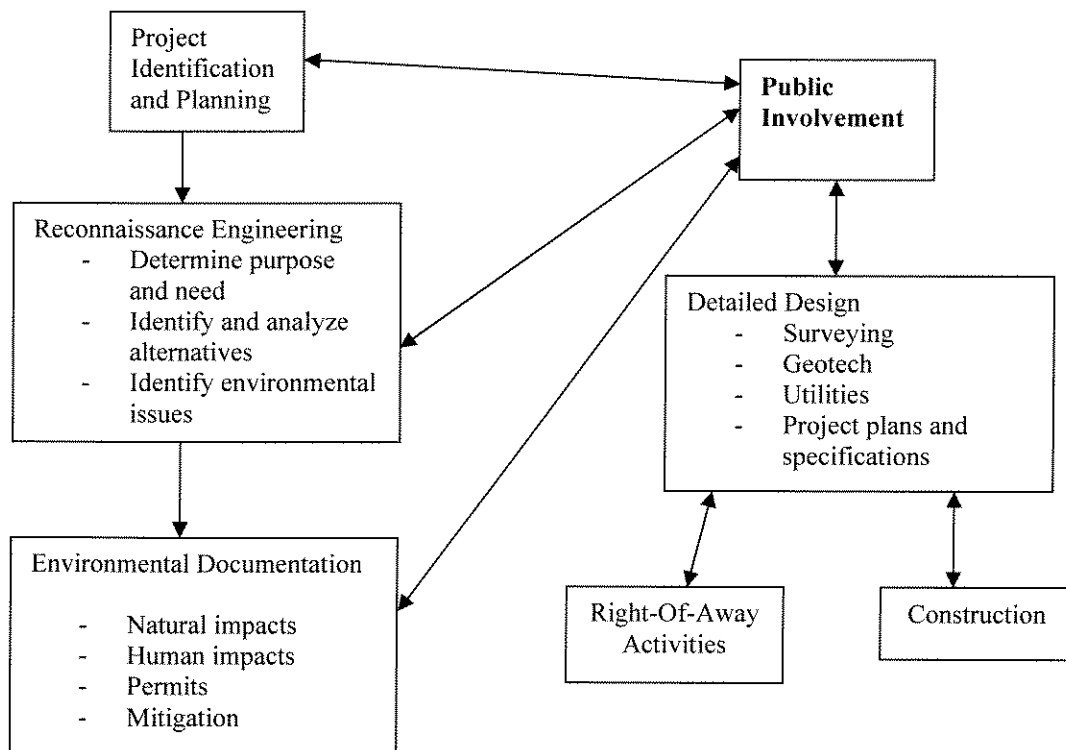 Project
Identification
and Planning
Public
Involvement
Reconnaissance Engineering
- Determine purpose
and need
- Identify and analyze
alternatives
- Identify environmental
issues
Detailed Design
- Surveying
- Geotech
- Utilities
- Project plans and
specifications
Environmental Documentation
- Natural impacts
- Human impacts
- Permits
- Mitigation
Right-Of-Away
Activities
Construction